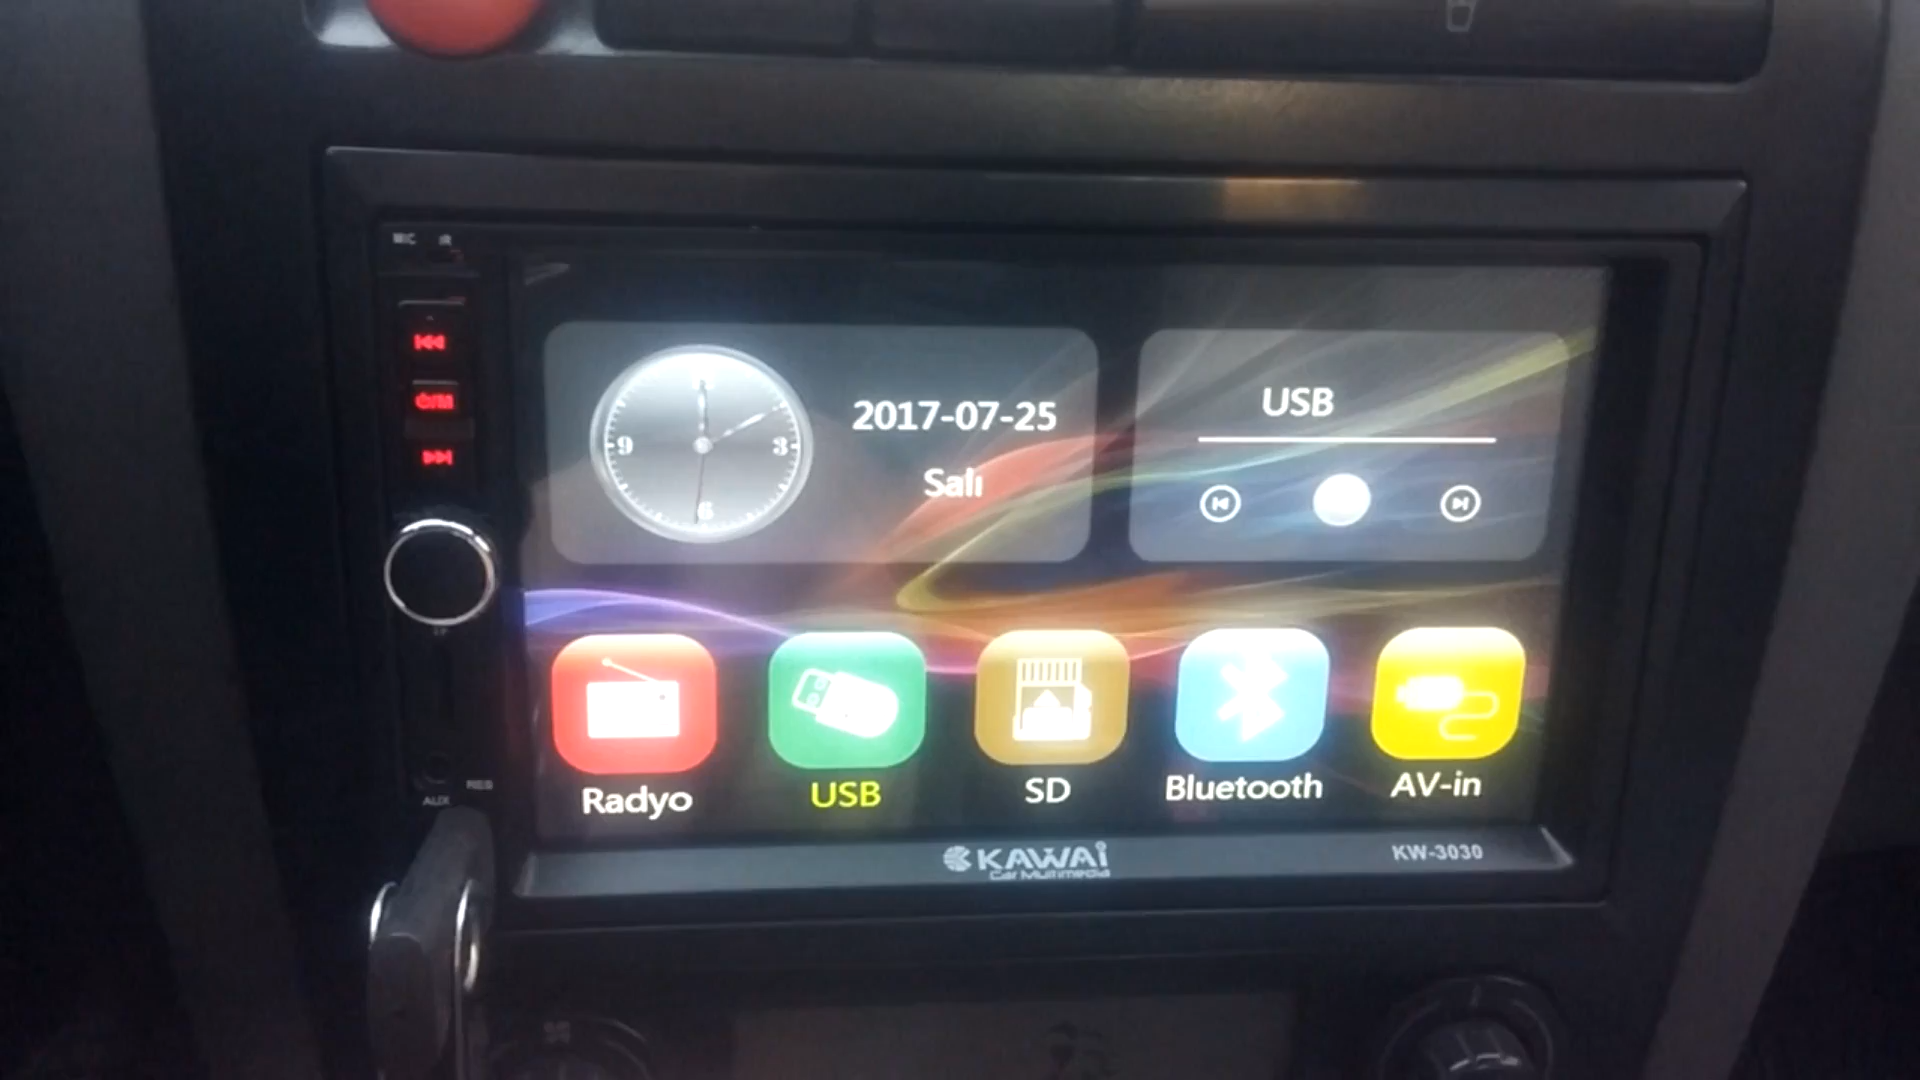 MIC
9
3
6
2017-07-25
Salı
USB
Radyo
USB
SD
Bluetooth
AV-in
RES
AUX
KAWAi
Car Multimedia
KW-3030